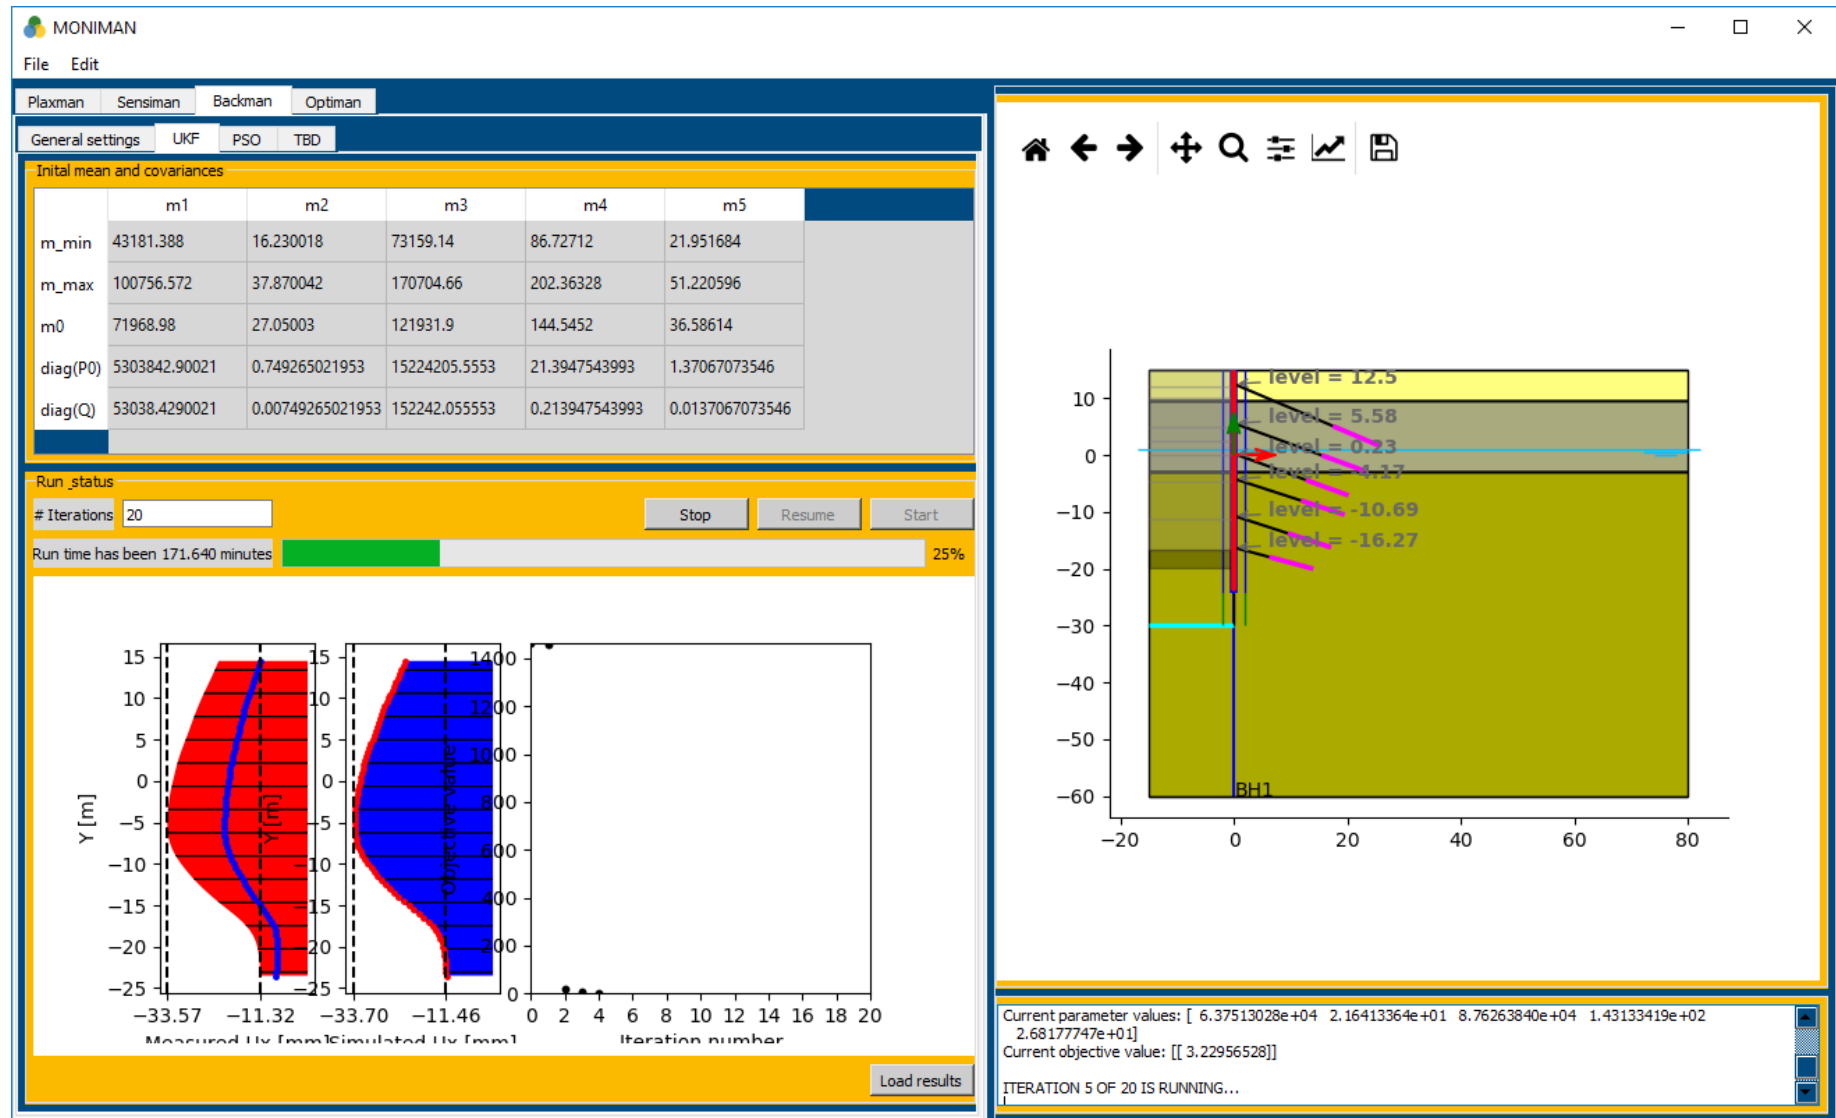 MONIMAN
File Edit
Plaxman Sensiman Backman Optiman
General settings UKF PSO TBD
Inital mean and covariances
m1 m2 m3 m4 m5
m_min 43181.388 16.230018 73159.14 86.72712 21.951684
m_max 100756.572 37.870042 170704.66 202.36328 51.220596
m0 71968.98 27.05003 121931.9 144.5452 36.58614
diag(P0) 5303842.90021 0.749265021953 15224205.5553 21.3947543993 1.37067073546
diag(Q) 53038.4290021 0.00749265021953 152242.055553 0.213947543993 0.0137067073546
Run_status
# Iterations 20 Stop Resume Start
Run time has been 171.640 minutes 25%
15
10
5
0
−5
−10
−15
−20
−25
Y [m]
−33.57 −11.32
Measured Ux [mm]
15
10
5
0
−5
−10
−15
−20
−25
Y [m]
−33.70 −11.46
Simulated Ux [mm]
1400
1200
1000
800
600
400
200
0
Objective value
0 2 4 6 8 10 12 14 16 18 20
Iteration number
Load results
level = 12.5
level = 5.58
level = 0.23
level = -4.17
level = -10.69
level = -16.27
10
0
−10
−20
−30
−40
−50
−60
BH1
−20 0 20 40 60 80
Current parameter values: [ 6.37513028e+04 2.16413364e+01 8.76263840e+04 1.43133419e+02
2.68177747e+01]
Current objective value: [[ 3.22956528]]
ITERATION 5 OF 20 IS RUNNING...